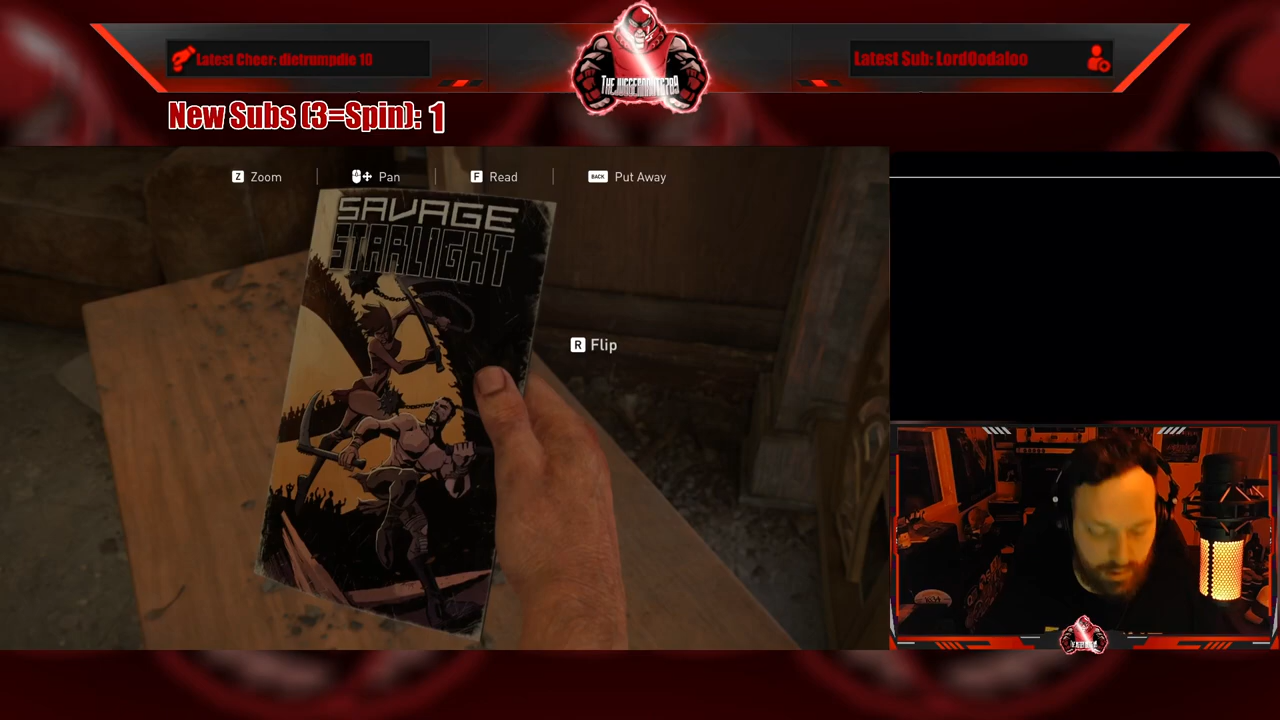 Latest Cheer: dietrumpdie 10
THEJUGGERNAUT6789
Latest Sub: LordOodaloo
New Subs (3=Spin): 1
Z Zoom
Pan
F Read
BACK Put Away
SAVAGE
STARLIGHT
R Flip